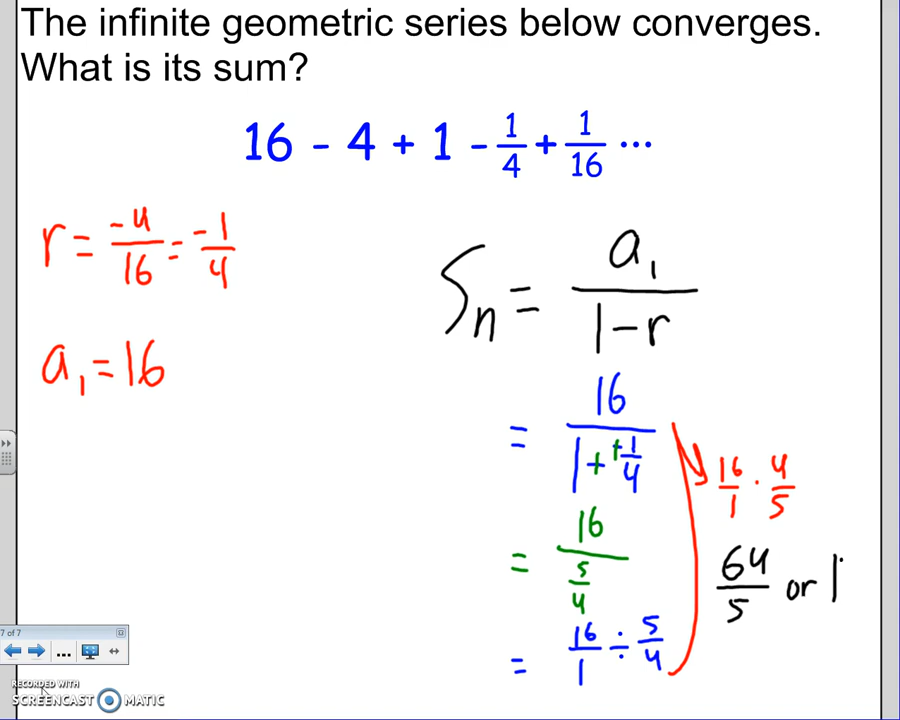 The infinite geometric series below converges.
What is its sum?
16 - 4 + 1 - 1/4 + 1/16 ...
r = -4/16 = -1/4
a₁ = 16
Sn = a₁/(1-r)
= 16/(1 + +1/4)
= 16/(5/4)
= 16/1 ÷ 5/4
16/1 · 4/5
64/5 or 1
7 of 7
...
RECORDED WITH
SCREENCAST MATIC